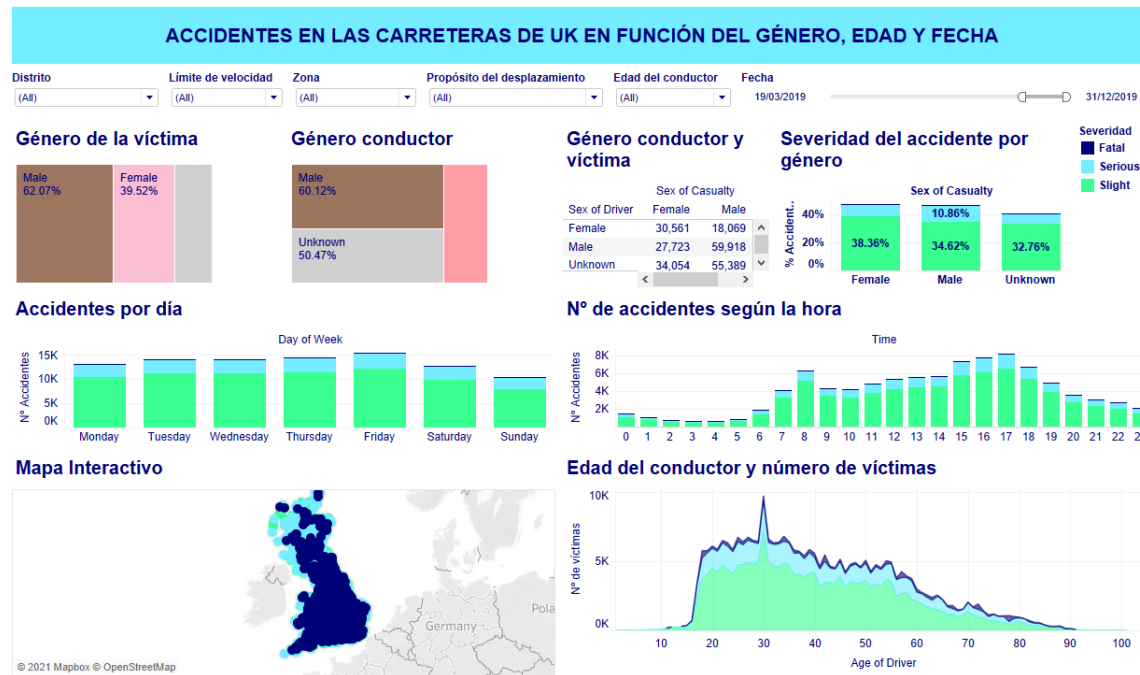 ACCIDENTES EN LAS CARRETERAS DE UK EN FUNCIÓN DEL GÉNERO, EDAD Y FECHA
Distrito Límite de velocidad Zona Propósito del desplazamiento Edad del conductor Fecha
(All) (All) (All) (All) (All) 19/03/2019 31/12/2019
Género de la víctima
Male
62.07%
Female
39.52%
Género conductor
Male
60.12%
Unknown
50.47%
Género conductor y
víctima
Sex of Casualty
Sex of Driver Female Male
Female 30,561 18,069
Male 27,723 59,918
Unknown 34,054 55,389
Severidad del accidente por
género
Sex of Casualty
% Accident..
40%
20%
0%
38.36%
10.86%
34.62%
32.76%
Female Male Unknown
Severidad
Fatal
Serious
Slight
Accidentes por día
Day of Week
Nº Accidentes
15K
10K
5K
0K
Monday Tuesday Wednesday Thursday Friday Saturday Sunday
Nº de accidentes según la hora
Time
Nº Accidentes
8K
6K
4K
2K
0 1 2 3 4 5 6 7 8 9 10 11 12 13 14 15 16 17 18 19 20 21 22
Mapa Interactivo
Germany
Pola
© 2021 Mapbox © OpenStreetMap
Edad del conductor y número de víctimas
Nº de víctimas
10K
5K
0K
10 20 30 40 50 60 70 80 90 100
Age of Driver